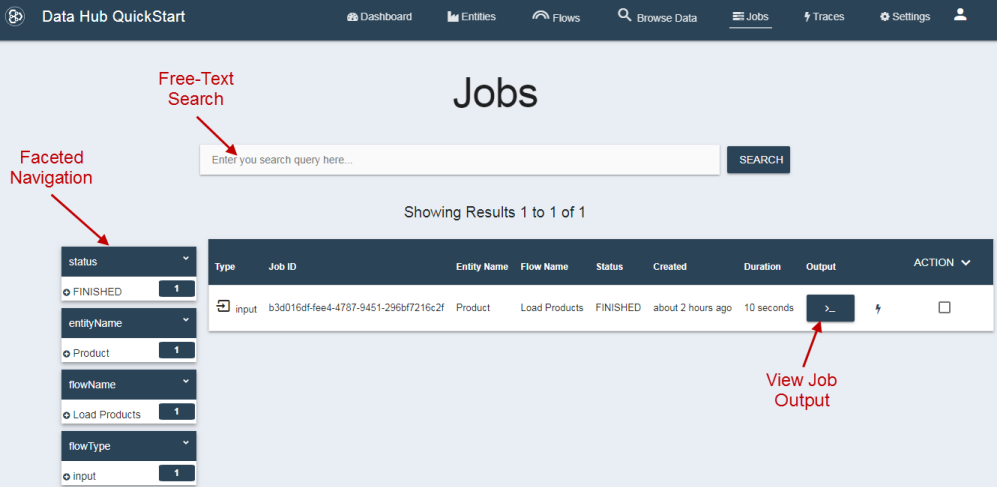 Data Hub QuickStart
Dashboard Entities Flows Browse Data Jobs Traces Settings
Free-Text
Search
Jobs
Enter you search query here...
SEARCH
Faceted
Navigation
Showing Results 1 to 1 of 1
status
FINISHED 1
entityName
Product 1
flowName
Load Products 1
flowType
input 1
Type Job ID Entity Name Flow Name Status Created Duration Output ACTION
input b3d016df-fee4-4787-9451-296bf7216c2f Product Load Products FINISHED about 2 hours ago 10 seconds >_
View Job
Output